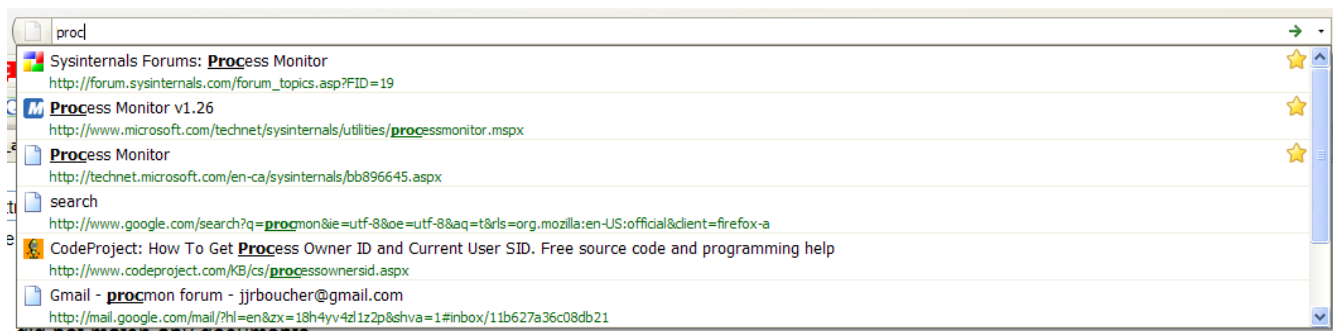 proc
Sysinternals Forums: Process Monitor
http://forum.sysinternals.com/forum_topics.asp?FID=19
Process Monitor v1.26
http://www.microsoft.com/technet/sysinternals/utilities/processmonitor.mspx
Process Monitor
http://technet.microsoft.com/en-ca/sysinternals/bb896645.aspx
search
http://www.google.com/search?q=procmon&ie=utf-8&oe=utf-8&aq=t&rls=org.mozilla:en-US:official&client=firefox-a
CodeProject: How To Get Process Owner ID and Current User SID. Free source code and programming help
http://www.codeproject.com/KB/cs/processownersid.aspx
Gmail - procmon forum - jjrboucher@gmail.com
http://mail.google.com/mail/?hl=en&zx=18h4yv4zl1z2p&shva=1#inbox/11b627a36c08db21